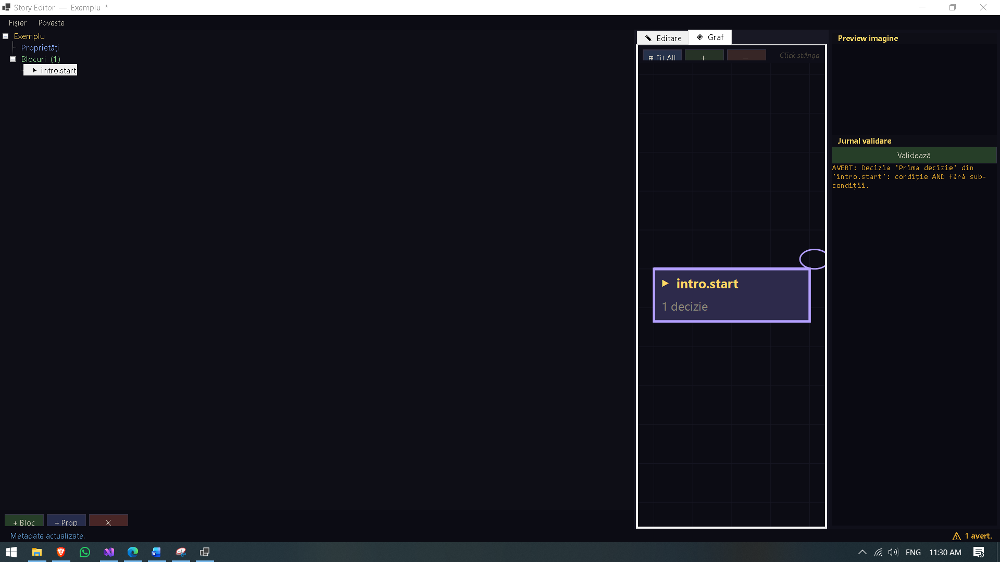 Story Editor — Exemplu *
Fișier Poveste
Exemplu
Proprietăți
Blocuri (1)
intro.start
+ Bloc
+ Prop
X
Metadate actualizate.
Editare
Graf
Fit All
+
–
Click stânga
intro.start
1 decizie
Preview imagine
Jurnal validare
Validează
AVERT: Decizia 'Prima decizie' din
'intro.start': condiție AND fără sub-
condiții.
1 avert.
ENG
11:30 AM